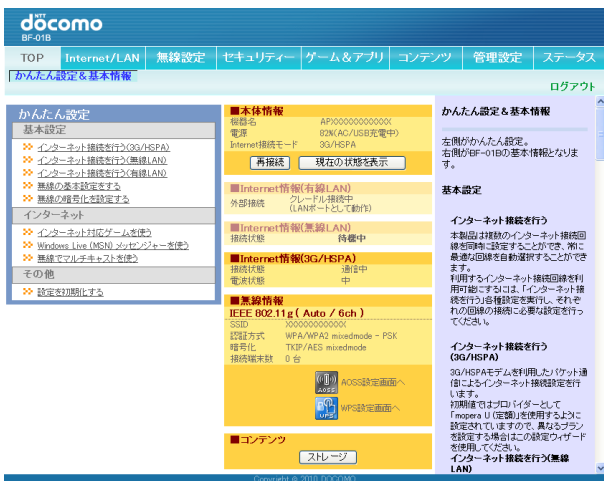 NTT
döcomo
BF-01B
TOP Internet/LAN 無線設定 セキュリティー ゲーム&アプリ コンテンツ 管理設定 ステータス
かんたん設定&基本情報
ログアウト
かんたん設定
基本設定
インターネット接続を行う(3G/HSPA)
インターネット接続を行う(無線LAN)
インターネット接続を行う(有線LAN)
無線の基本設定をする
無線の暗号化を設定する
インターネット
インターネット対応ゲームを使う
Windows Live (MSN) メッセンジャーを使う
無線でマルチキャストを使う
その他
設定を初期化する
■本体情報
機器名 APXXXXXXXXXXXX
電源 82%(AC/USB充電中)
Internet接続モード 3G/HSPA
再接続 現在の状態を表示
■Internet情報(有線LAN)
外部接続 クレードル接続中
(LANポートとして動作)
■Internet情報(無線LAN)
接続状態 待機中
■Internet情報(3G/HSPA)
接続状態 通信中
電波状態 中
■無線情報
IEEE 802.11g ( Auto / 6ch )
SSID XXXXXXXXXXXX
認証方式 WPA/WPA2 mixedmode - PSK
暗号化 TKIP/AES mixedmode
接続端末数 0 台
AOSS AOSS設定画面へ
WPS WPS設定画面へ
■コンテンツ
ストレージ
かんたん設定&基本情報
左側がかんたん設定。
右側がBF-01Bの基本情報となりま
す。
基本設定
インターネット接続を行う
本製品は複数のインターネット接続回
線を同時に設定することができ、常に
最適な回線を自動選択することができ
ます。
利用するインターネット接続回線を利
用可能にするには、「インターネット接
続を行う」各種設定を実行し、それぞ
れの回線の接続に必要な設定を行っ
てください。
インターネット接続を行う
(3G/HSPA)
3G/HSPAモデムを利用したパケット通
信によるインターネット接続設定を行
います。
初期値ではプロバイダーとして
「mopera U (定額)」を使用するように
設定されていますので、異なるプラン
を設定する場合はこの設定ウィザード
を使用してください。
インターネット接続を行う(無線
LAN)
Copyright © 2010 DOCOMO